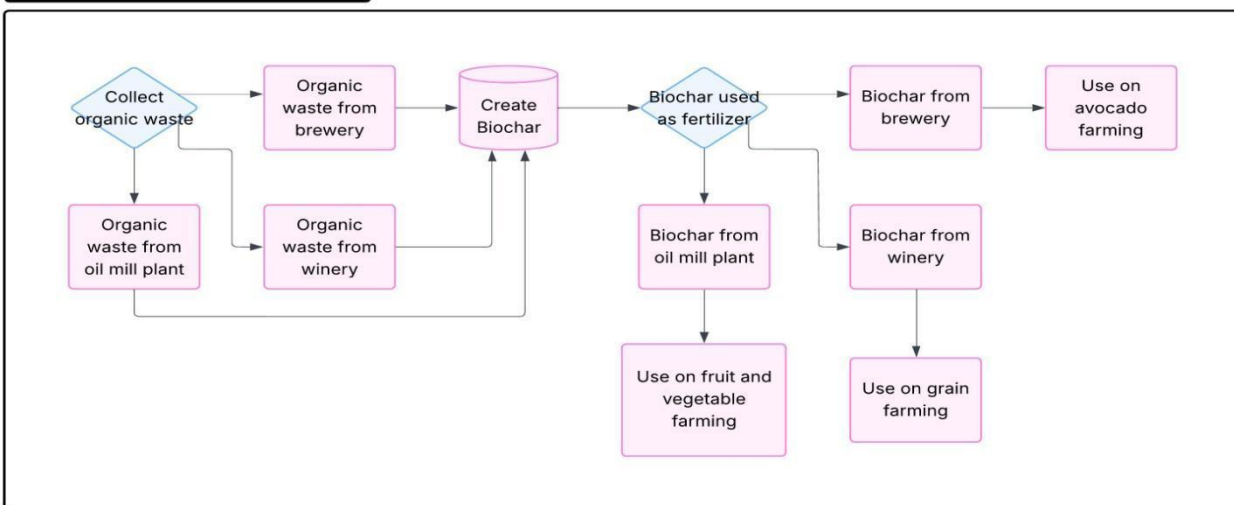 Collect
organic waste
Organic
waste from
brewery
Create
Biochar
Biochar used
as fertilizer
Biochar from
brewery
Use on
avocado
farming
Organic
waste from
oil mill plant
Organic
waste from
winery
Biochar from
oil mill plant
Biochar from
winery
Use on fruit and
vegetable
farming
Use on grain
farming